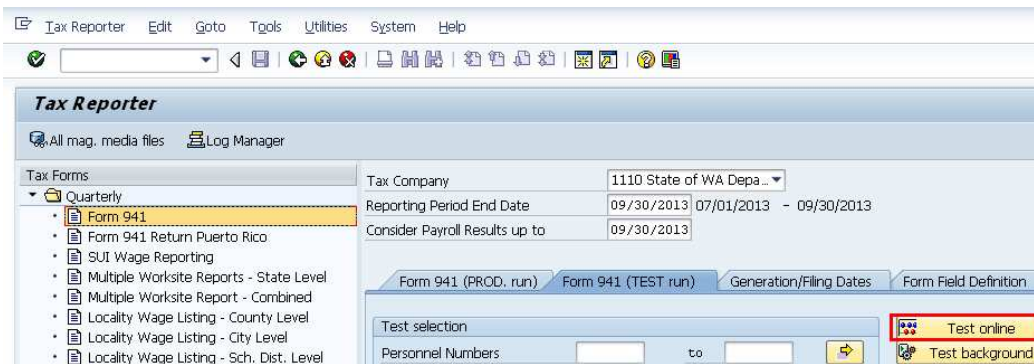 Tax Reporter Edit Goto Tools Utilities System Help
Tax Reporter
All mag. media files Log Manager
Tax Forms
Quarterly
Form 941
Form 941 Return Puerto Rico
SUI Wage Reporting
Multiple Worksite Reports - State Level
Multiple Worksite Report - Combined
Locality Wage Listing - County Level
Locality Wage Listing - City Level
Locality Wage Listing - Sch. Dist. Level
Tax Company 1110 State of WA Depa...
Reporting Period End Date 09/30/2013 07/01/2013 - 09/30/2013
Consider Payroll Results up to 09/30/2013
Form 941 (PROD. run) Form 941 (TEST run) Generation/Filing Dates Form Field Definition
Test selection
Personnel Numbers to
Test online
Test background